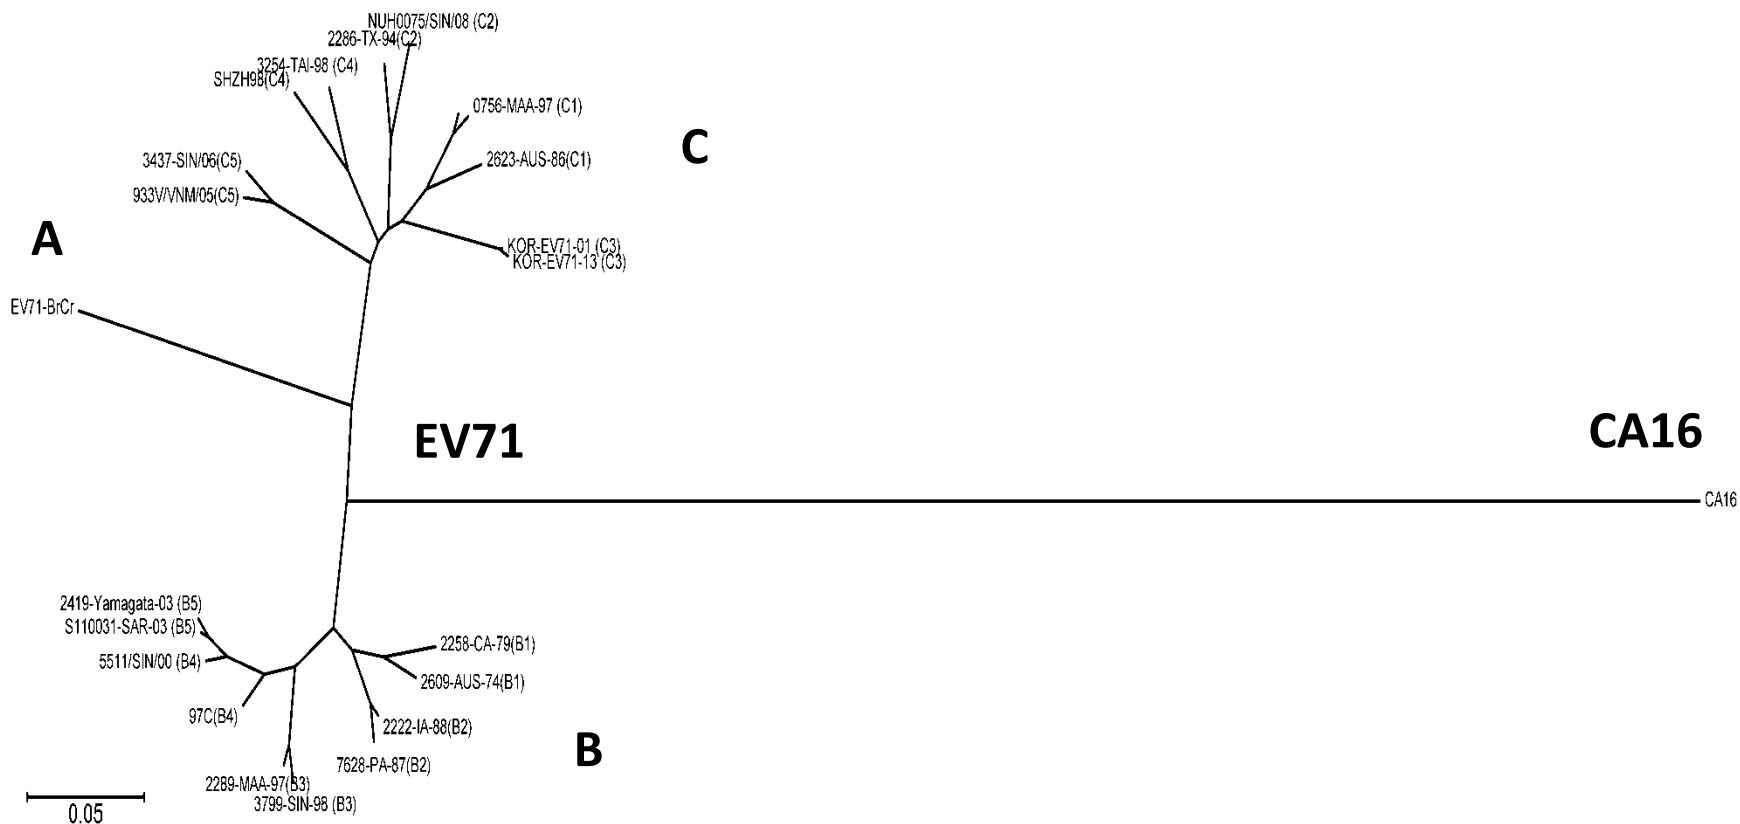 NUH0075/SIN/08 (C2)
2286-TX-94(C2)
3254-TAI-98 (C4)
SHZH98(C4)
0756-MAA-97 (C1)
C
3437-SIN/06(C5)
2623-AUS-86(C1)
933V/VNM/05(C5)
A
KOR-EV71-01 (C3)
KOR-EV71-13 (C3)
EV71-BrCr
EV71
CA16
CA16
2419-Yamagata-03 (B5)
S110031-SAR-03 (B5)
2258-CA-79(B1)
5511/SIN/00 (B4)
2609-AUS-74(B1)
97C(B4)
2222-IA-88(B2)
B
7628-PA-87(B2)
2289-MAA-97(B3)
3799-SIN-98 (B3)
0.05